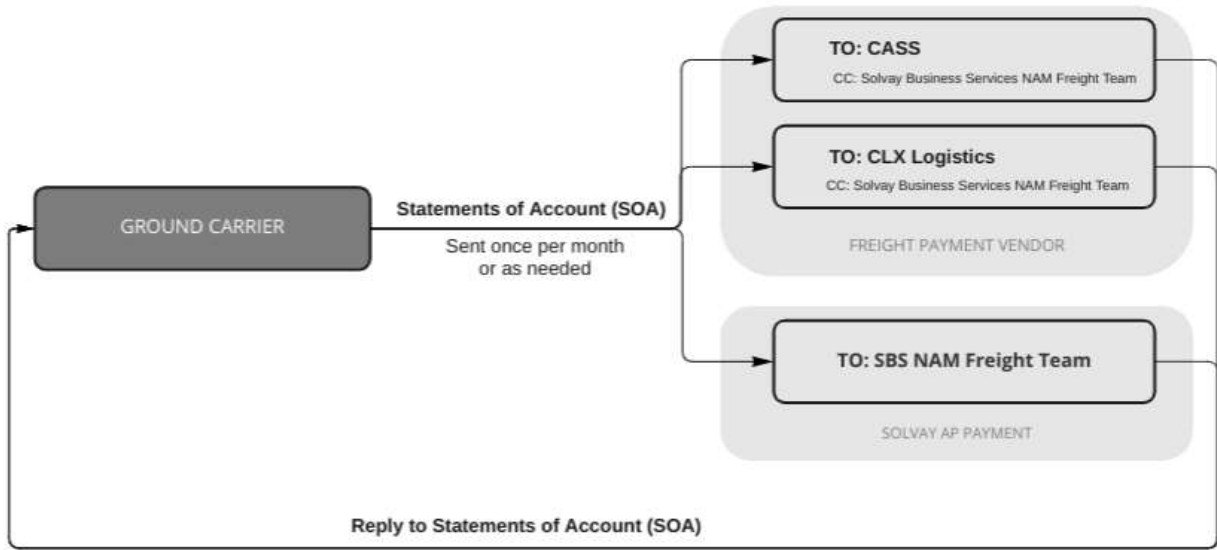 TO: CASS
CC: Solvay Business Services NAM Freight Team
TO: CLX Logistics
CC: Solvay Business Services NAM Freight Team
FREIGHT PAYMENT VENDOR
GROUND CARRIER
Statements of Account (SOA)
Sent once per month
or as needed
TO: SBS NAM Freight Team
SOLVAY AP PAYMENT
Reply to Statements of Account (SOA)